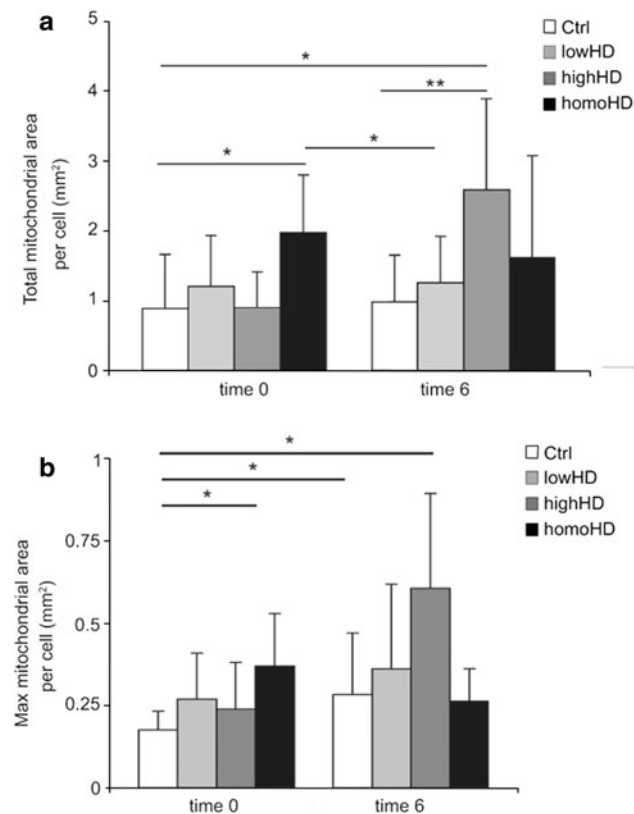 a
5
4
3
2
1
0
Total mitochondrial area
per cell (mm²)
*
*
*
**
Ctrl
lowHD
highHD
homoHD
time 0
time 6
b
1
0.75
0.5
0.25
0
Max mitochondrial area
per cell (mm²)
*
*
*
Ctrl
lowHD
highHD
homoHD
time 0
time 6